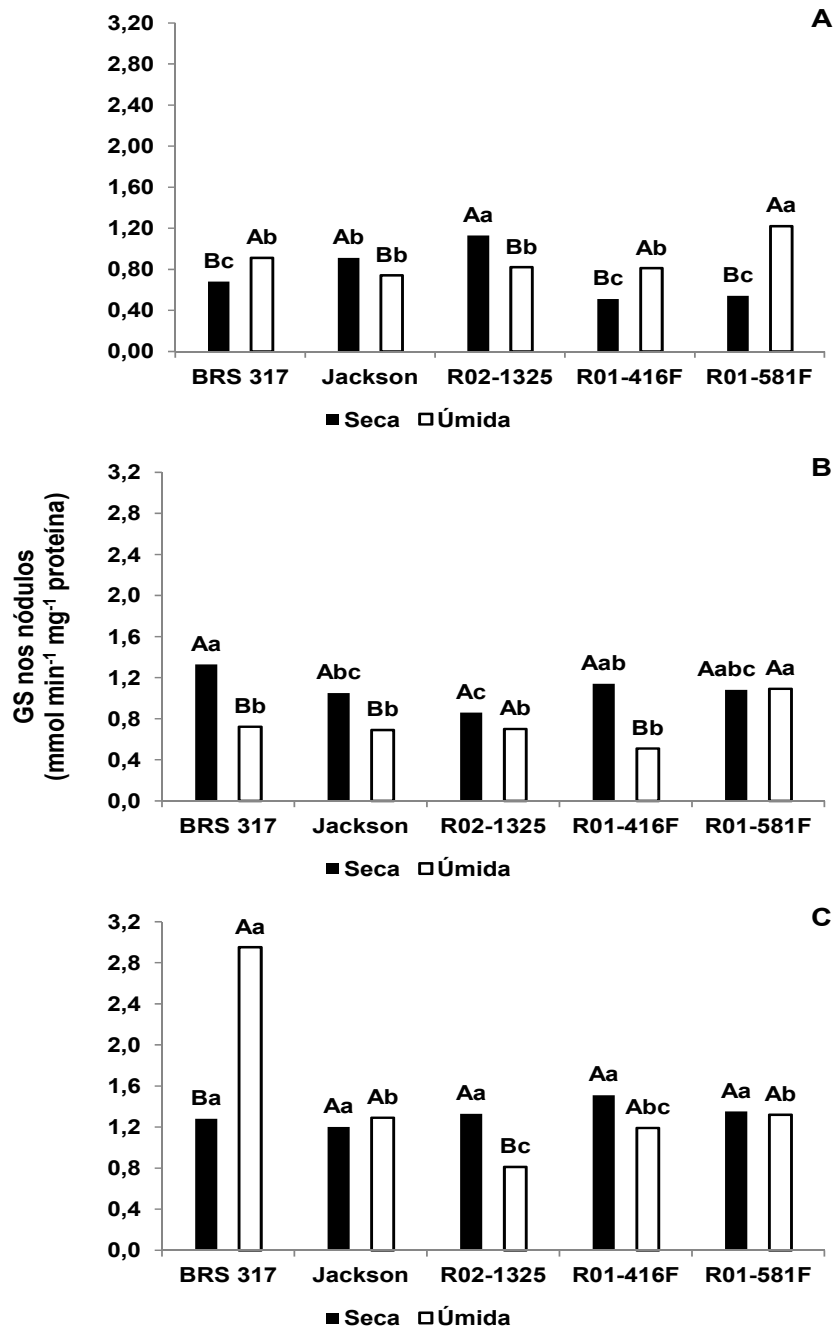 A
3,20
2,80
2,40
2,00
1,60
1,20
0,80
0,40
0,00
Bc Ab Ab Bb Aa Bb Bc Ab Bc Aa
BRS 317 Jackson R02-1325 R01-416F R01-581F
Seca Úmida
B
GS nos nódulos
(mmol min-1 mg-1 proteína)
3,2
2,8
2,4
2,0
1,6
1,2
0,8
0,4
0,0
Aa Bb Abc Bb Ac Ab Aab Bb Aabc Aa
BRS 317 Jackson R02-1325 R01-416F R01-581F
Seca Úmida
C
3,2
2,8
2,4
2,0
1,6
1,2
0,8
0,4
0,0
Ba Aa Aa Ab Aa Bc Aa Abc Aa Ab
BRS 317 Jackson R02-1325 R01-416F R01-581F
Seca Úmida